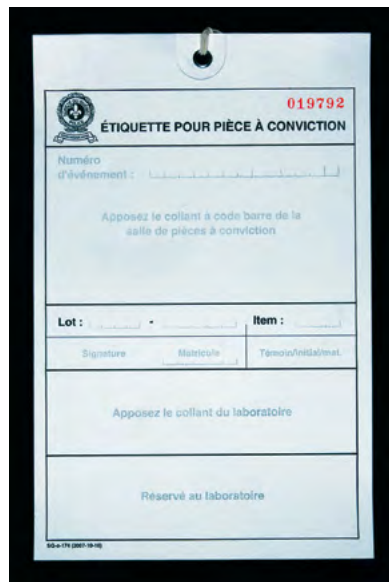 019792
ÉTIQUETTE POUR PIÈCE À CONVICTION
Numéro
d'événement :
Apposez le collant à code barre de la
salle de pièces à conviction
Lot : - Item :
Signature Matricule Témoin/initial/mat.
Apposez le collant du laboratoire
Réservé au laboratoire